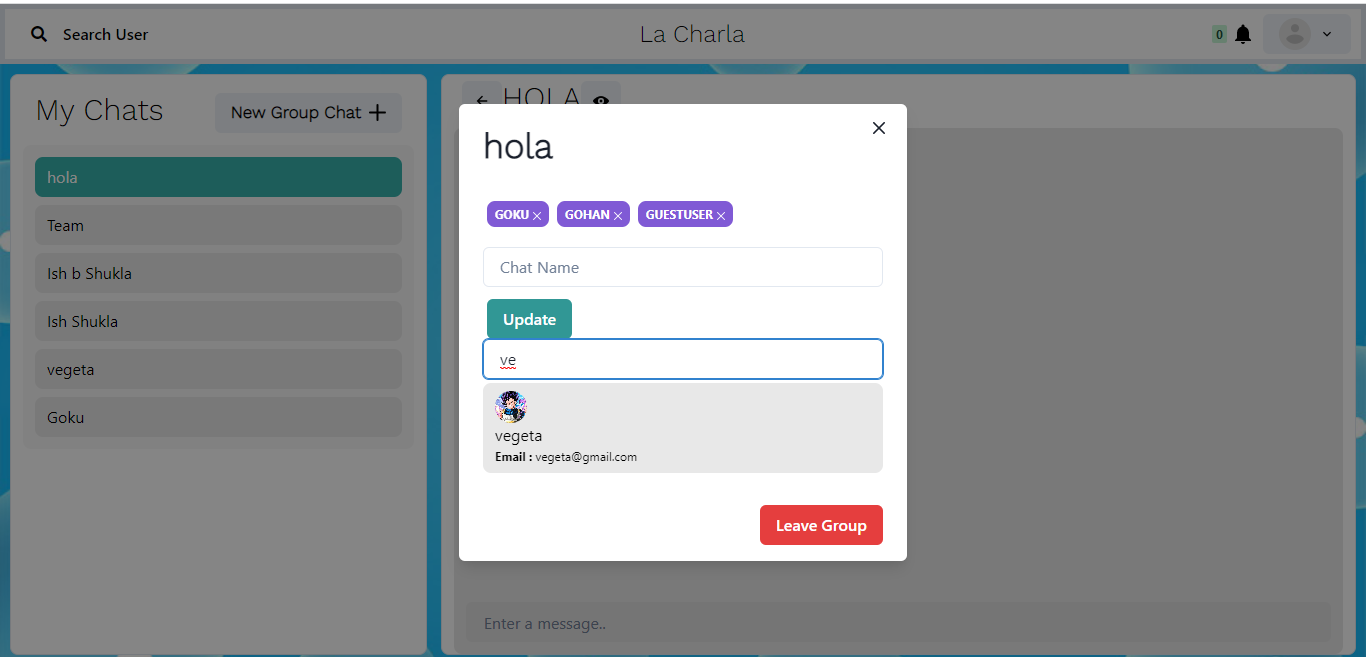 Search User
La Charla
0
My Chats
New Group Chat
hola
Team
Ish b Shukla
Ish Shukla
vegeta
Goku
HOLA
hola
GOKU
GOHAN
GUESTUSER
Chat Name
Update
ve
vegeta
Email : vegeta@gmail.com
Leave Group
Enter a message..